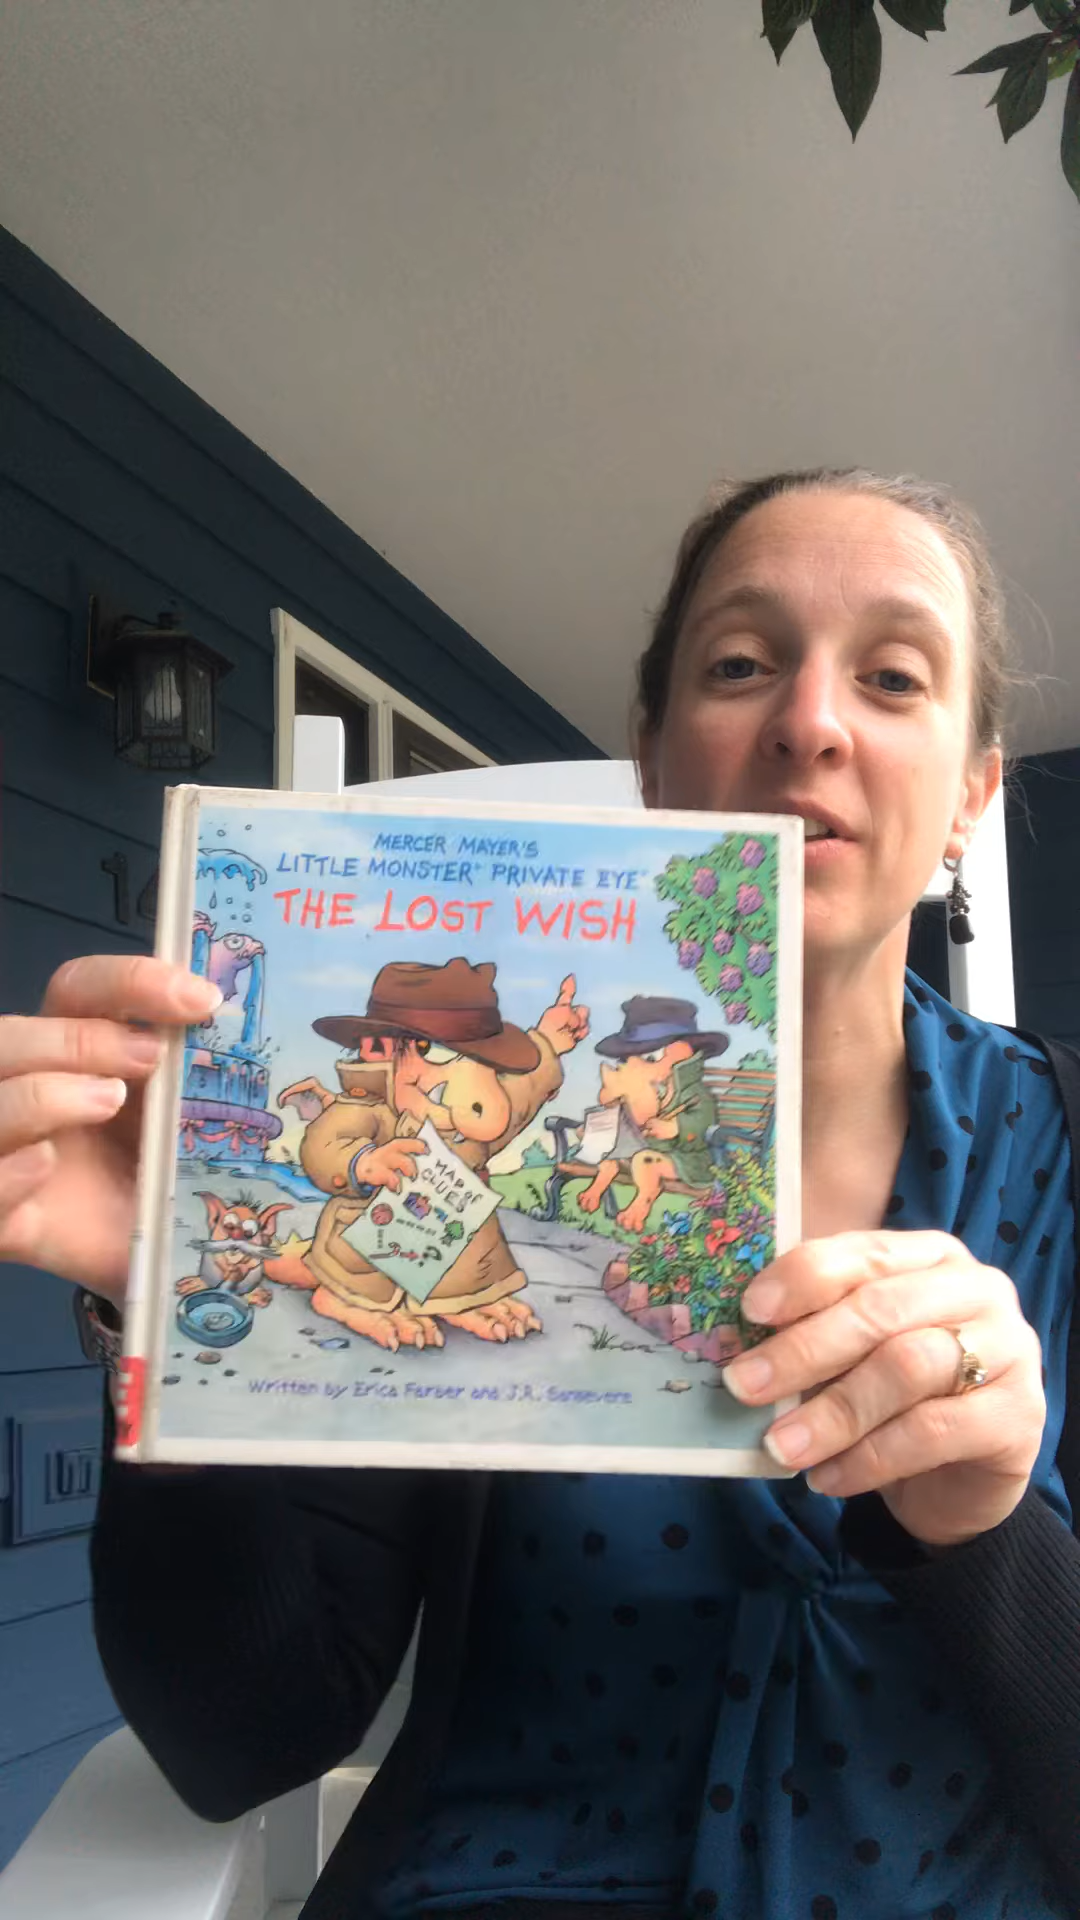 MERCER MAYER'S
LITTLE MONSTER® PRIVATE EYE®
THE LOST WISH
MAP OF
CLUES
Written by Erica Farber and J.R. Sansevere